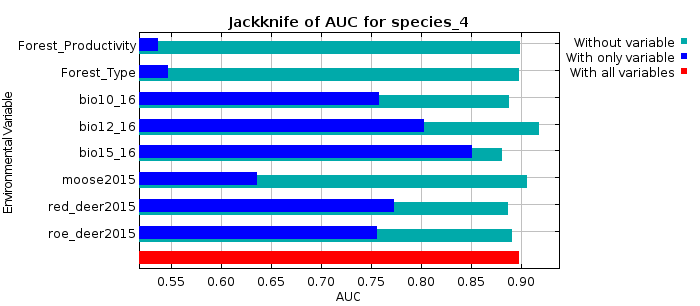 Jackknife of AUC for species_4
Without variable
With only variable
With all variables
Environmental Variable
Forest_Productivity
Forest_Type
bio10_16
bio12_16
bio15_16
moose2015
red_deer2015
roe_deer2015
0.55 0.60 0.65 0.70 0.75 0.80 0.85 0.90
AUC